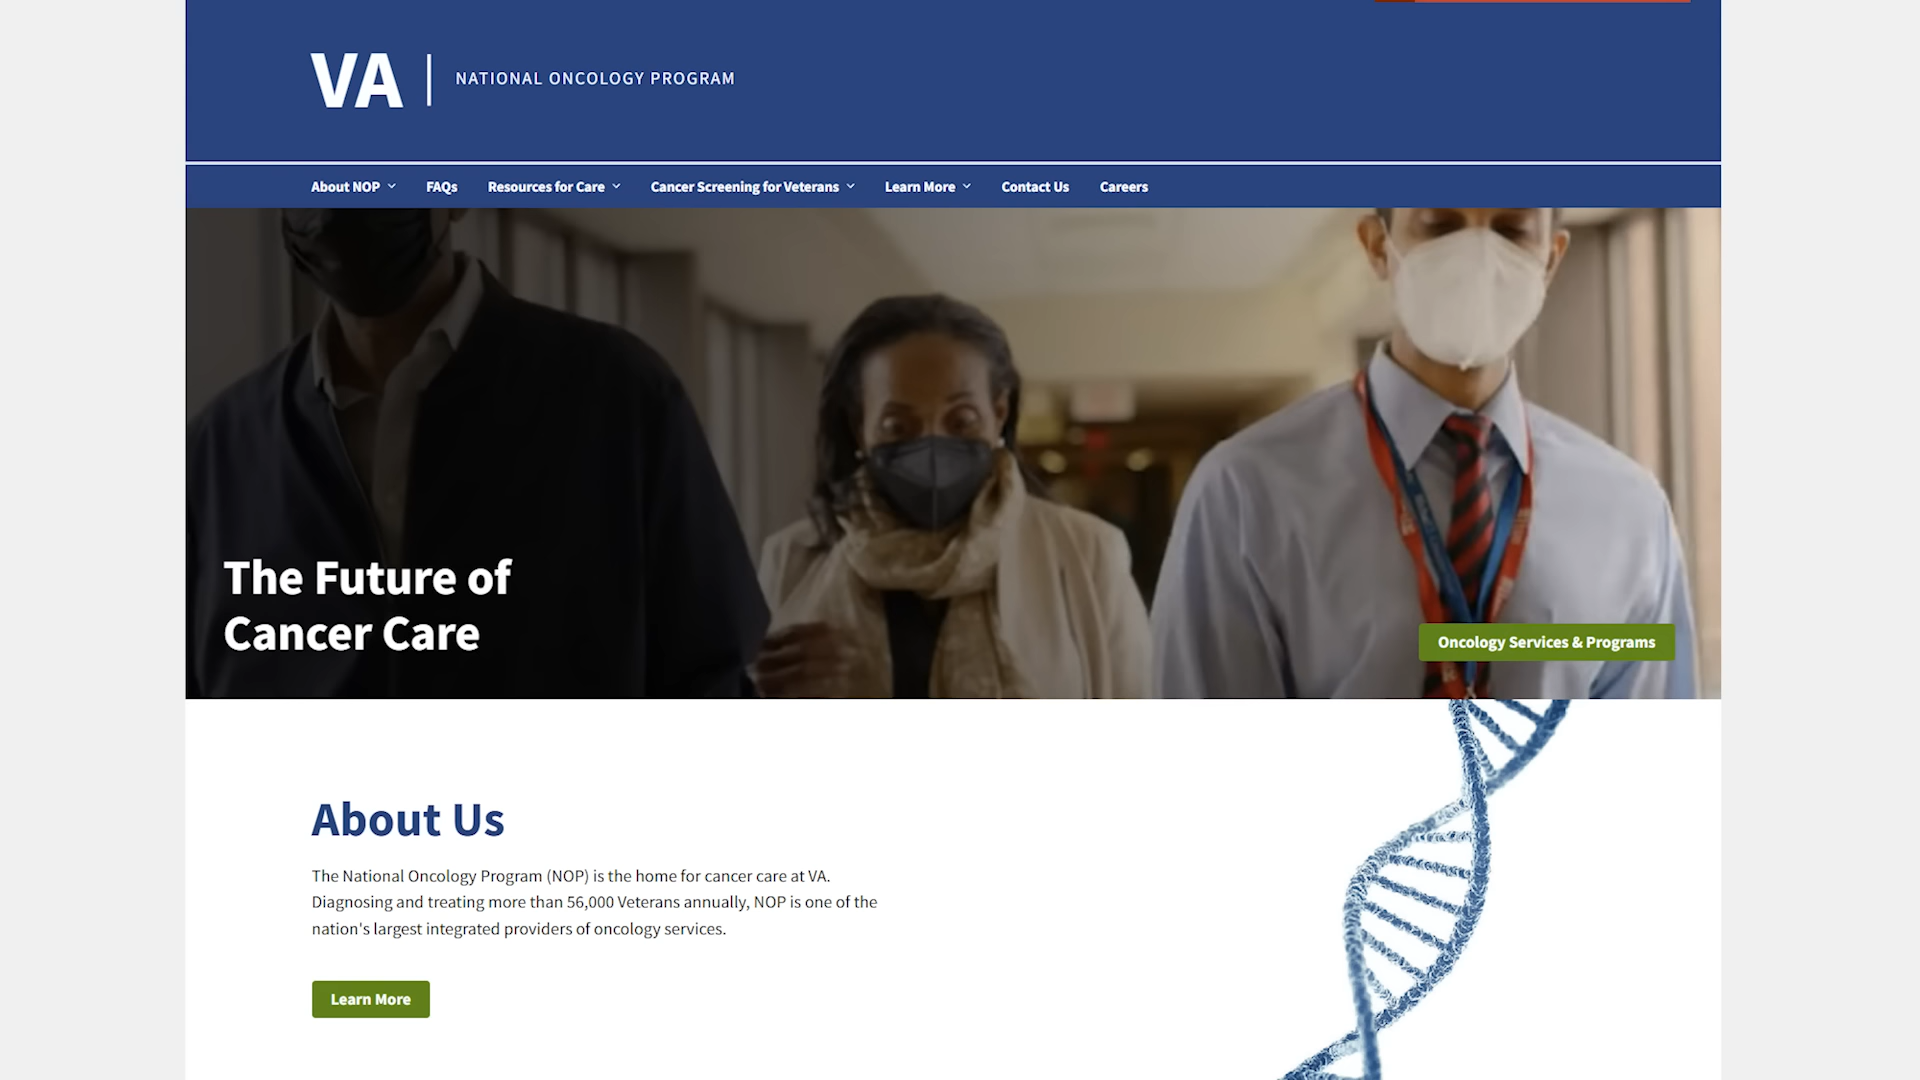 VA
NATIONAL ONCOLOGY PROGRAM
About NOP
FAQs
Resources for Care
Cancer Screening for Veterans
Learn More
Contact Us
Careers
The Future of
Cancer Care
Oncology Services & Programs
About Us
The National Oncology Program (NOP) is the home for cancer care at VA.
Diagnosing and treating more than 56,000 Veterans annually, NOP is one of the
nation's largest integrated providers of oncology services.
Learn More